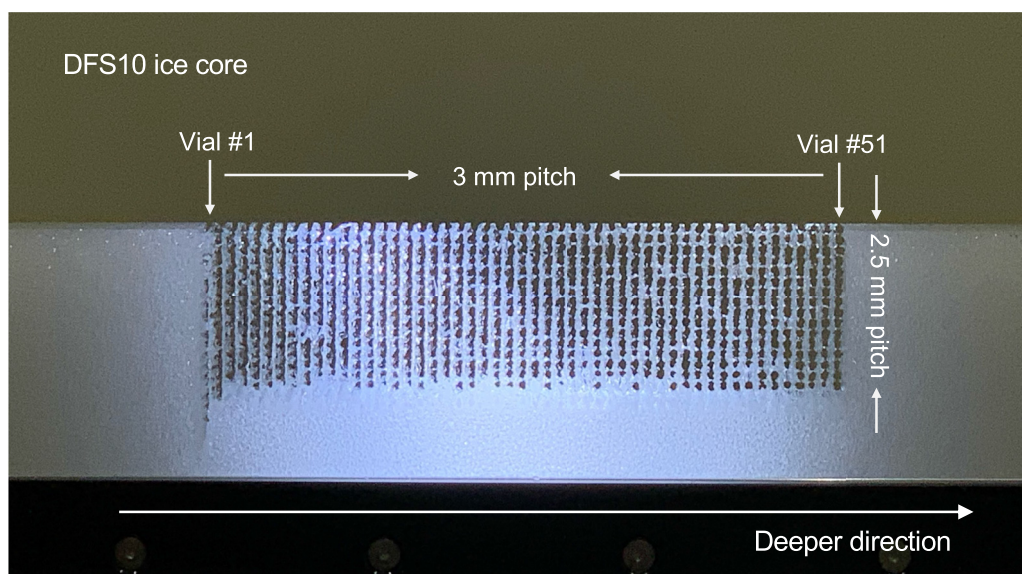 DFS10 ice core
Vial #1
Vial #51
3 mm pitch
2.5 mm pitch
Deeper direction